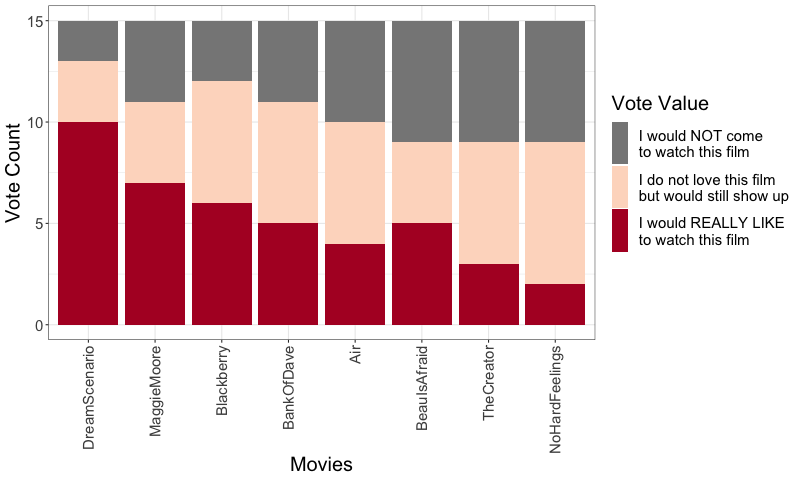 15
10
5
0
Vote Count
DreamScenario
MaggieMoore
Blackberry
BankOfDave
Air
BeauIsAfraid
TheCreator
NoHardFeelings
Movies
Vote Value
I would NOT come
to watch this film
I do not love this film
but would still show up
I would REALLY LIKE
to watch this film